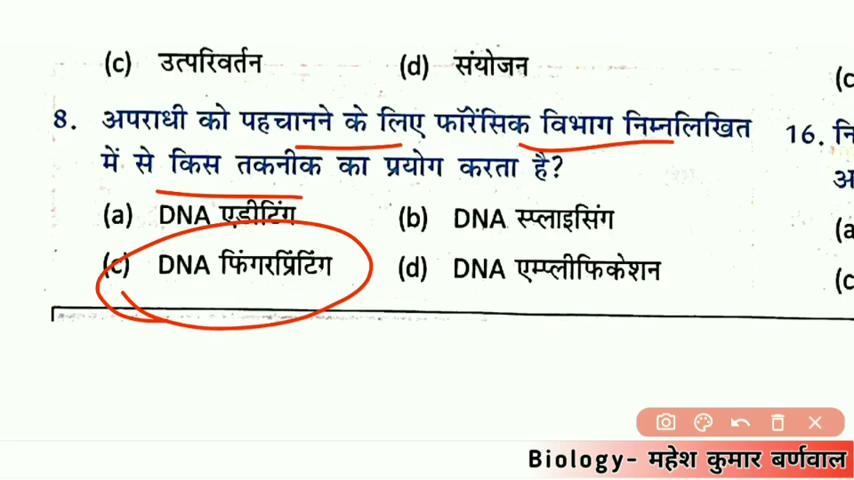 (c) उत्परिवर्तन (d) संयोजन
(c
8. अपराधी को पहचानने के लिए फॉरेंसिक विभाग निम्नलिखित
में से किस तकनीक का प्रयोग करता है?
(a) DNA एडीटिंग (b) DNA स्प्लाइसिंग
(c) DNA फिंगरप्रिंटिंग (d) DNA एम्प्लीफिकेशन
16. नि
अ
(a
(c
Biology- महेश कुमार बर्णवाल